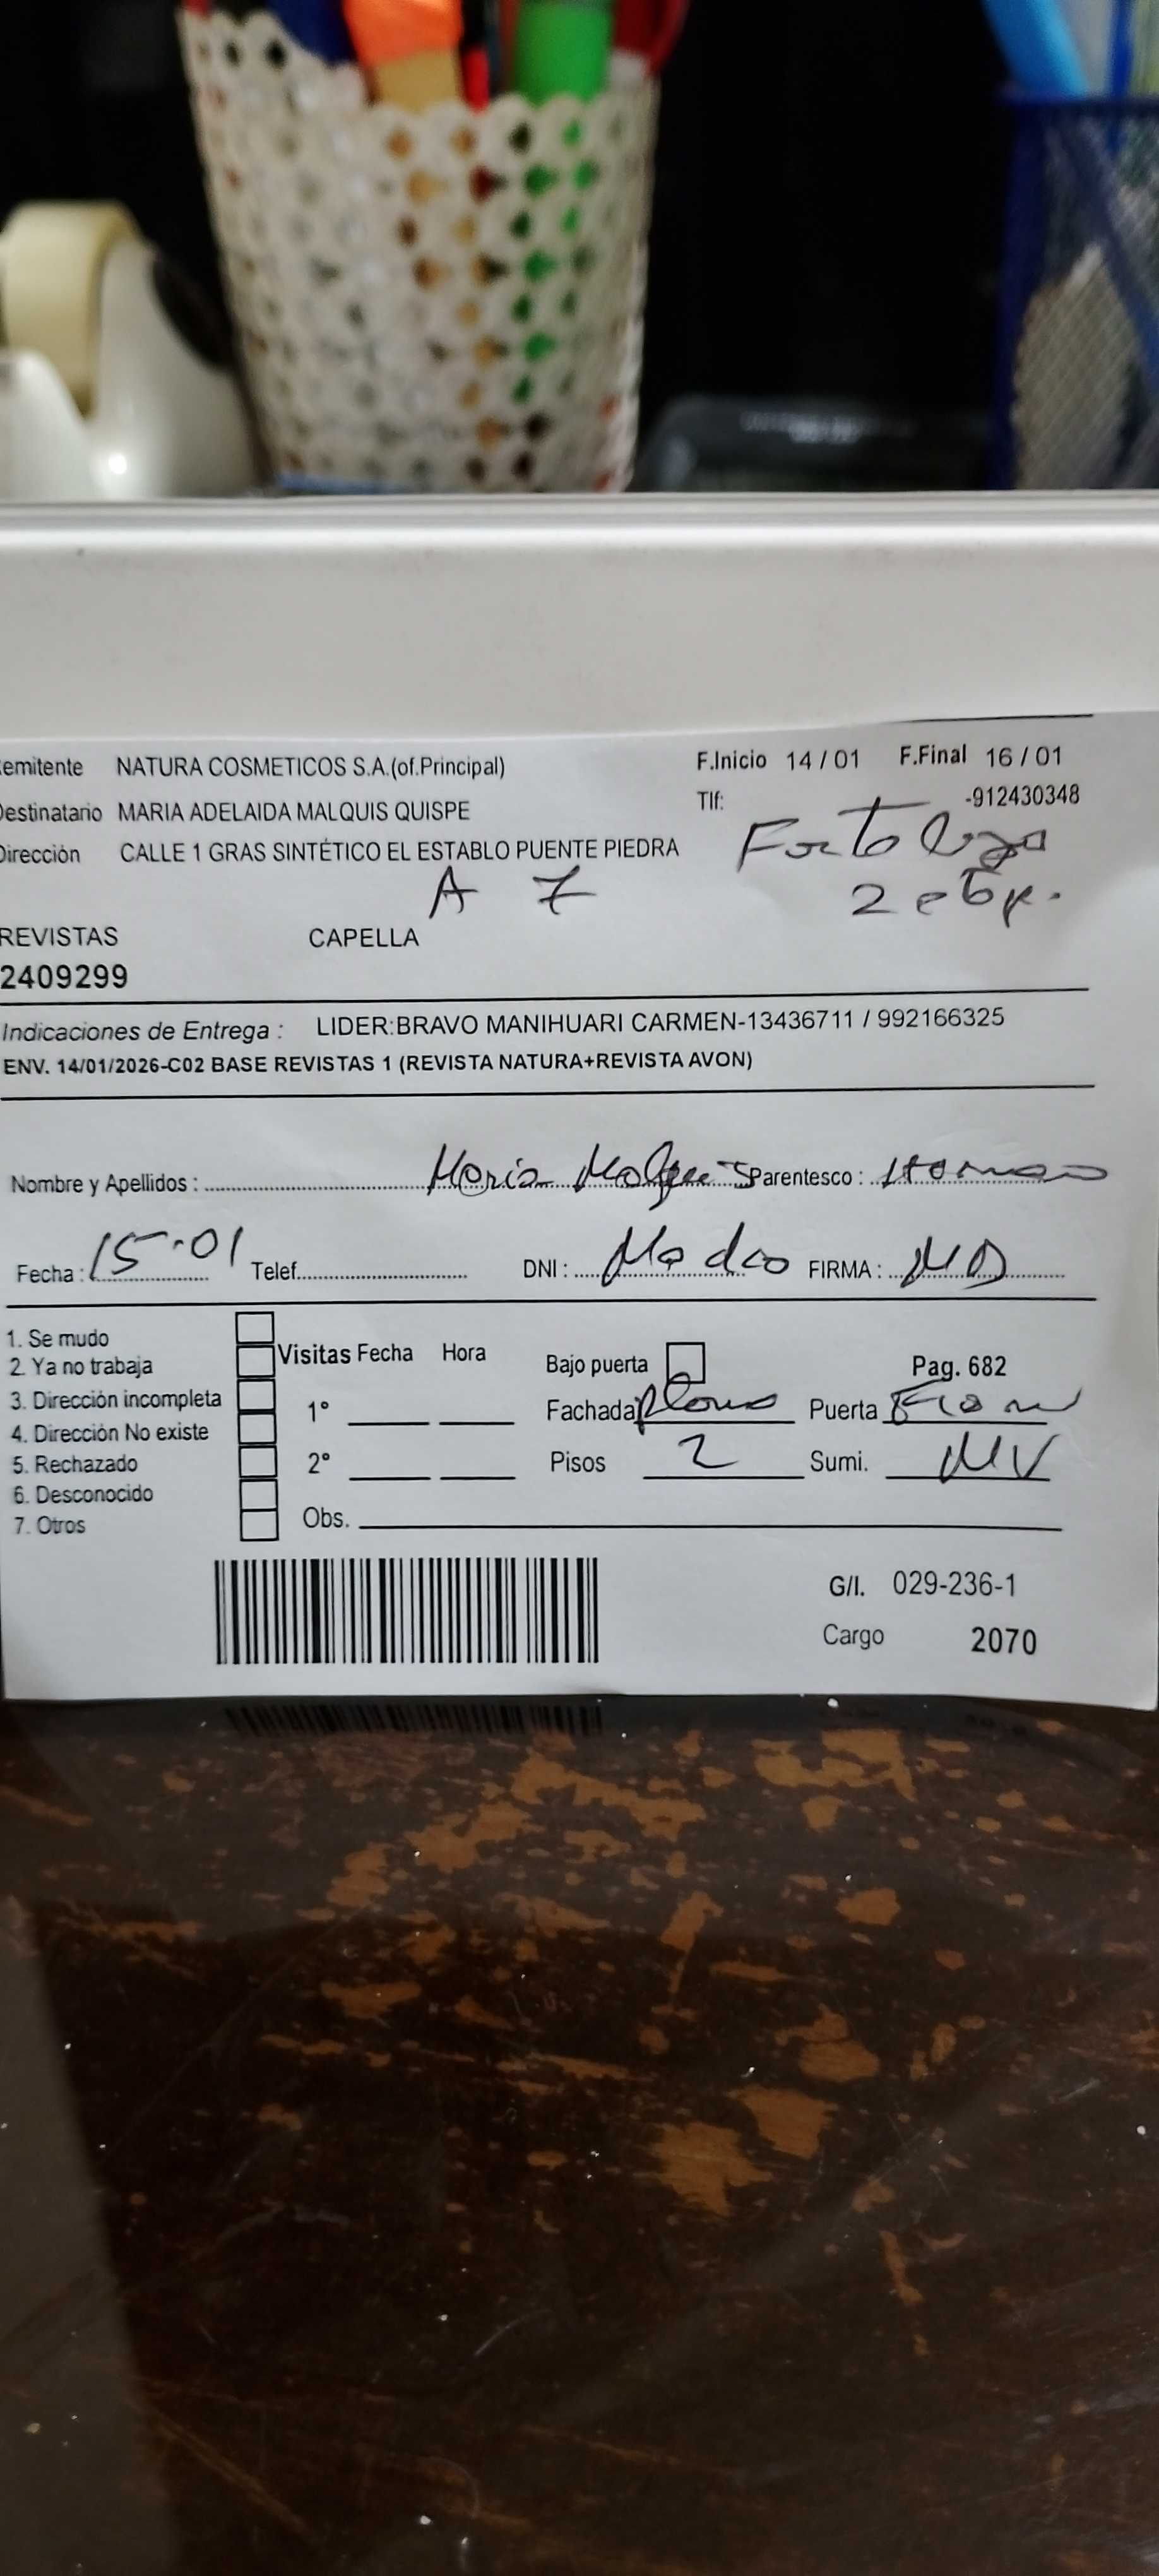 emitente NATURA COSMETICOS S.A.(of.Principal) F.Inicio 14 / 01 F.Final 16 / 01
Destinatario MARIA ADELAIDA MALQUIS QUISPE Tlf: -912430348
Dirección CALLE 1 GRAS SINTÉTICO EL ESTABLO PUENTE PIEDRA
A 7 2
REVISTAS CAPELLA
2409299
Indicaciones de Entrega : LIDER:BRAVO MANIHUARI CARMEN-13436711 / 992166325
ENV. 14/01/2026-C02 BASE REVISTAS 1 (REVISTA NATURA+REVISTA AVON)
Nombre y Apellidos : Maria Malquis Parentesco :
Fecha : 15-01 Telef. DNI : FIRMA :
1. Se mudo
2. Ya no trabaja Visitas Fecha Hora Bajo puerta Pag. 682
3. Dirección incompleta 1° Fachada Puerta
4. Dirección No existe
5. Rechazado 2° Pisos 2 Sumi.
6. Desconocido
7. Otros Obs.
G/I. 029-236-1
Cargo 2070